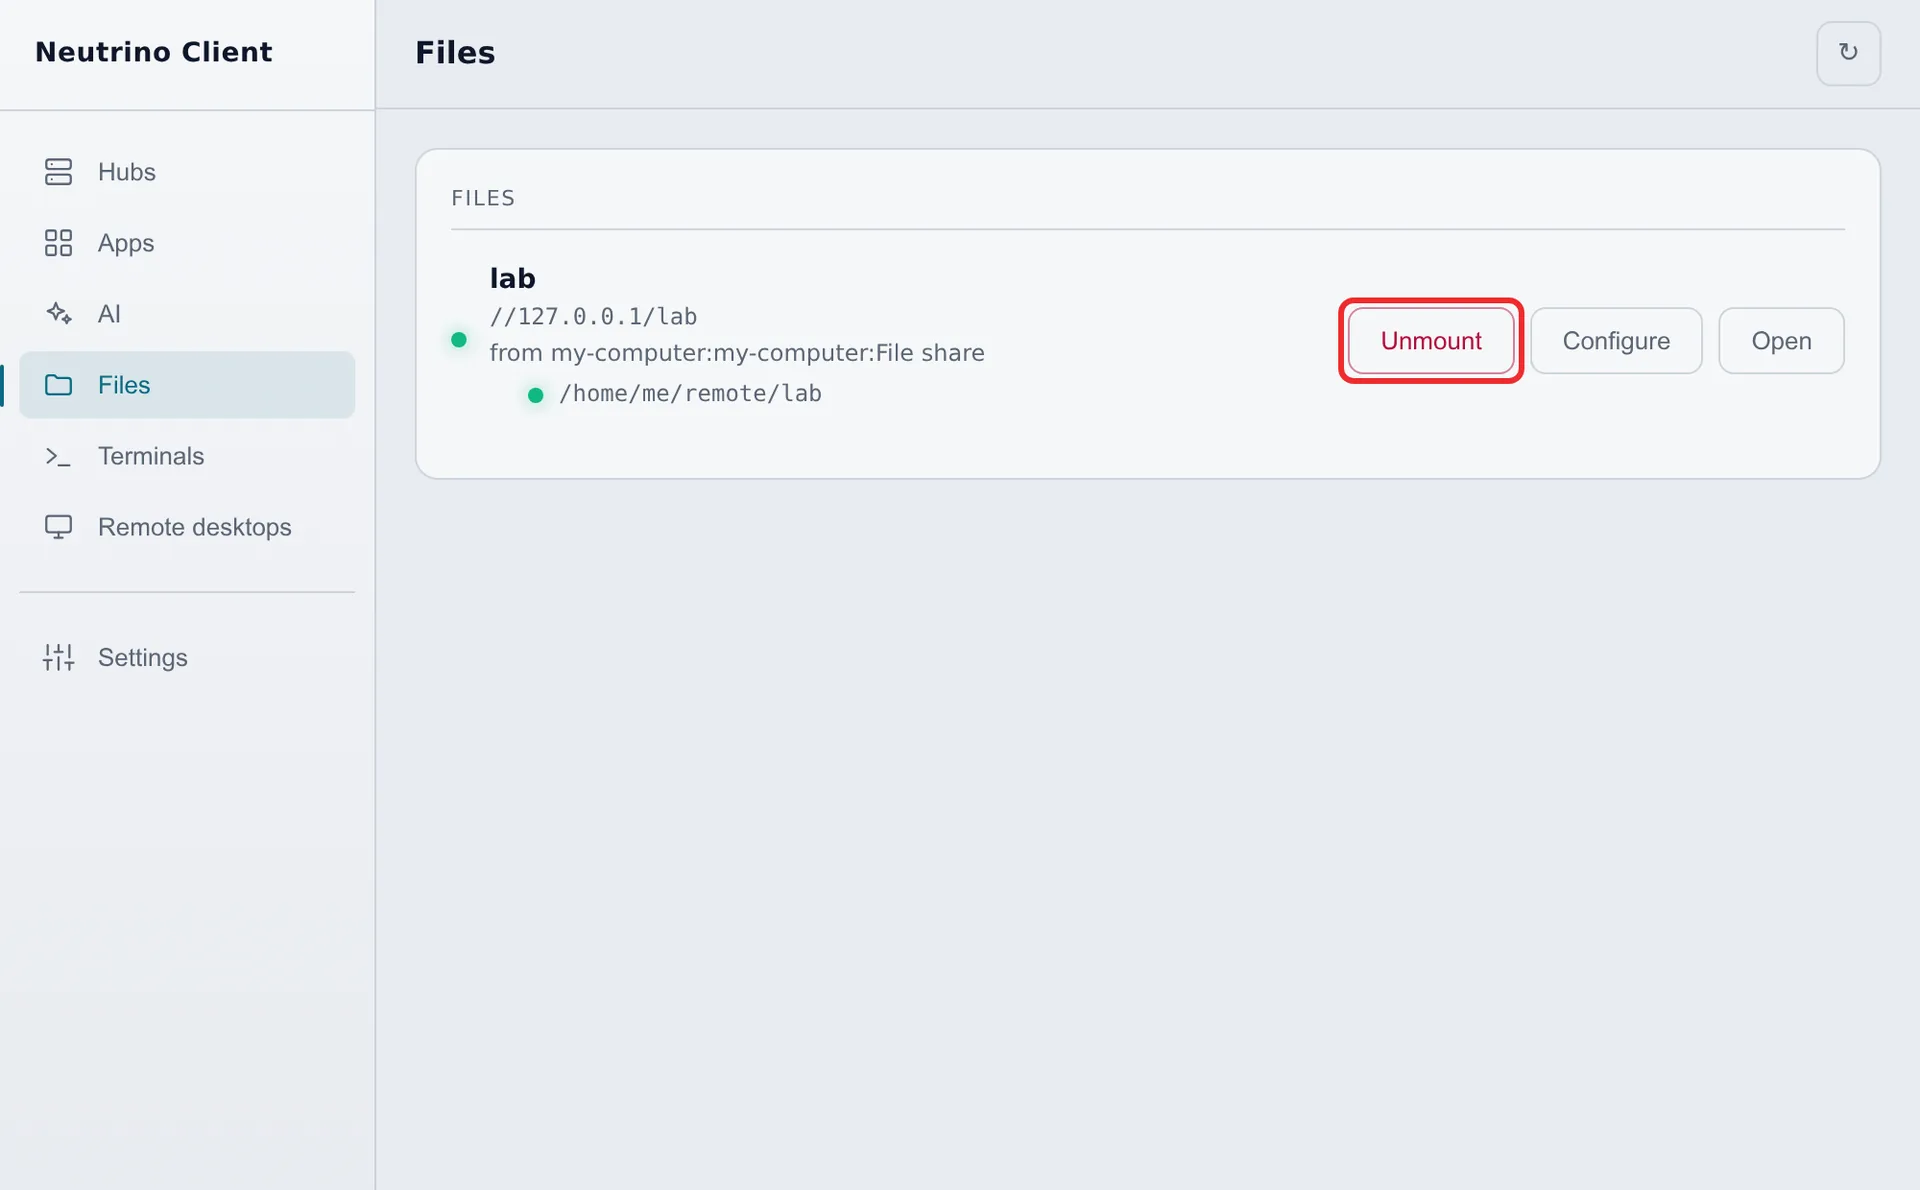 Neutrino Client
Files
↻
Hubs
Apps
AI
Files
Terminals
Remote desktops
Settings
FILES
lab
//127.0.0.1/lab
from my-computer:my-computer:File share
/home/me/remote/lab
Unmount
Configure
Open